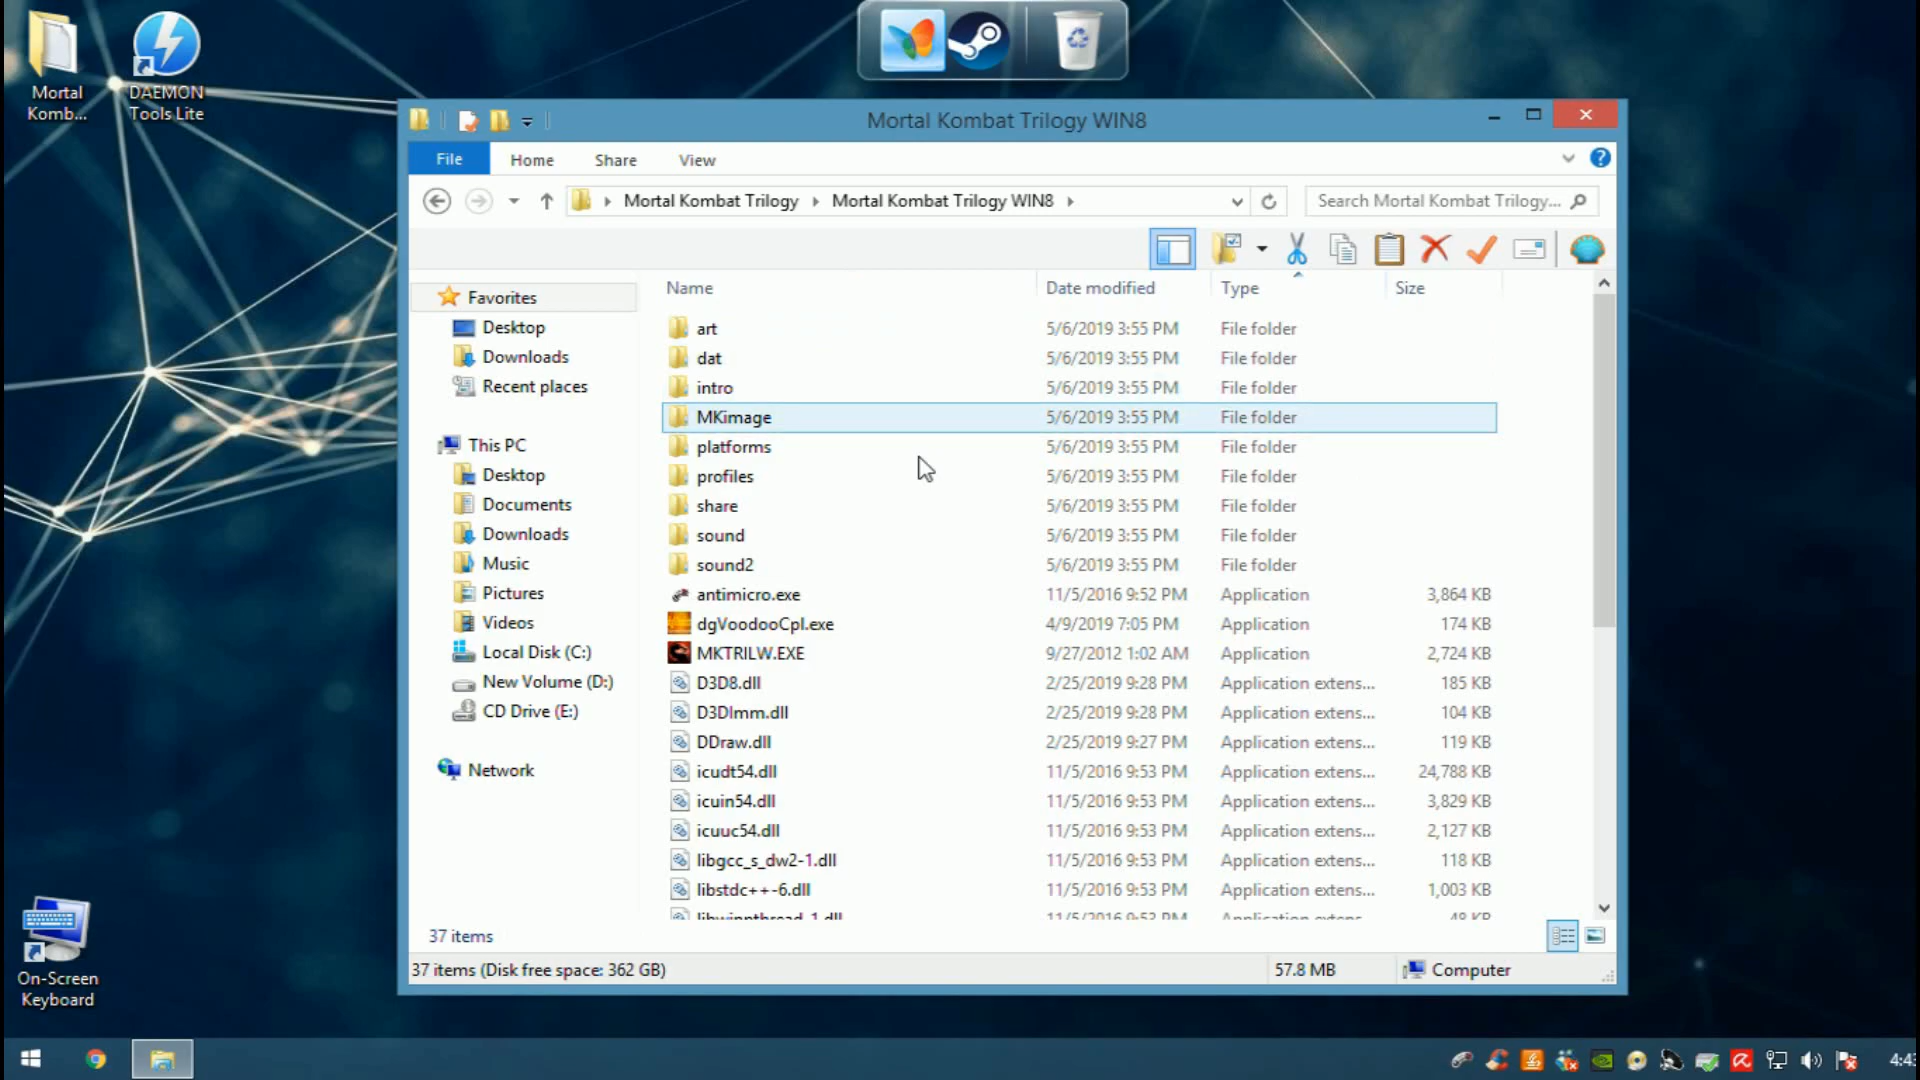 Mortal
Komb...
DAEMON
Tools Lite
Mortal Kombat Trilogy WIN8
File Home Share View
Mortal Kombat Trilogy Mortal Kombat Trilogy WIN8 Search Mortal Kombat Trilogy...
Favorites
Desktop
Downloads
Recent places
This PC
Desktop
Documents
Downloads
Music
Pictures
Videos
Local Disk (C:)
New Volume (D:)
CD Drive (E:)
Network
Name Date modified Type Size
art 5/6/2019 3:55 PM File folder
dat 5/6/2019 3:55 PM File folder
intro 5/6/2019 3:55 PM File folder
MKimage 5/6/2019 3:55 PM File folder
platforms 5/6/2019 3:55 PM File folder
profiles 5/6/2019 3:55 PM File folder
share 5/6/2019 3:55 PM File folder
sound 5/6/2019 3:55 PM File folder
sound2 5/6/2019 3:55 PM File folder
antimicro.exe 11/5/2016 9:52 PM Application 3,864 KB
dgVoodooCpl.exe 4/9/2019 7:05 PM Application 174 KB
MKTRILW.EXE 9/27/2012 1:02 AM Application 2,724 KB
D3D8.dll 2/25/2019 9:28 PM Application extens... 185 KB
D3DImm.dll 2/25/2019 9:28 PM Application extens... 104 KB
DDraw.dll 2/25/2019 9:27 PM Application extens... 119 KB
icudt54.dll 11/5/2016 9:53 PM Application extens... 24,788 KB
icuin54.dll 11/5/2016 9:53 PM Application extens... 3,829 KB
icuuc54.dll 11/5/2016 9:53 PM Application extens... 2,127 KB
libgcc_s_dw2-1.dll 11/5/2016 9:53 PM Application extens... 118 KB
libstdc++-6.dll 11/5/2016 9:53 PM Application extens... 1,003 KB
libwinpthread-1.dll 11/5/2016 9:53 PM Application extens... 48 KB
37 items
37 items (Disk free space: 362 GB) 57.8 MB Computer
On-Screen
Keyboard